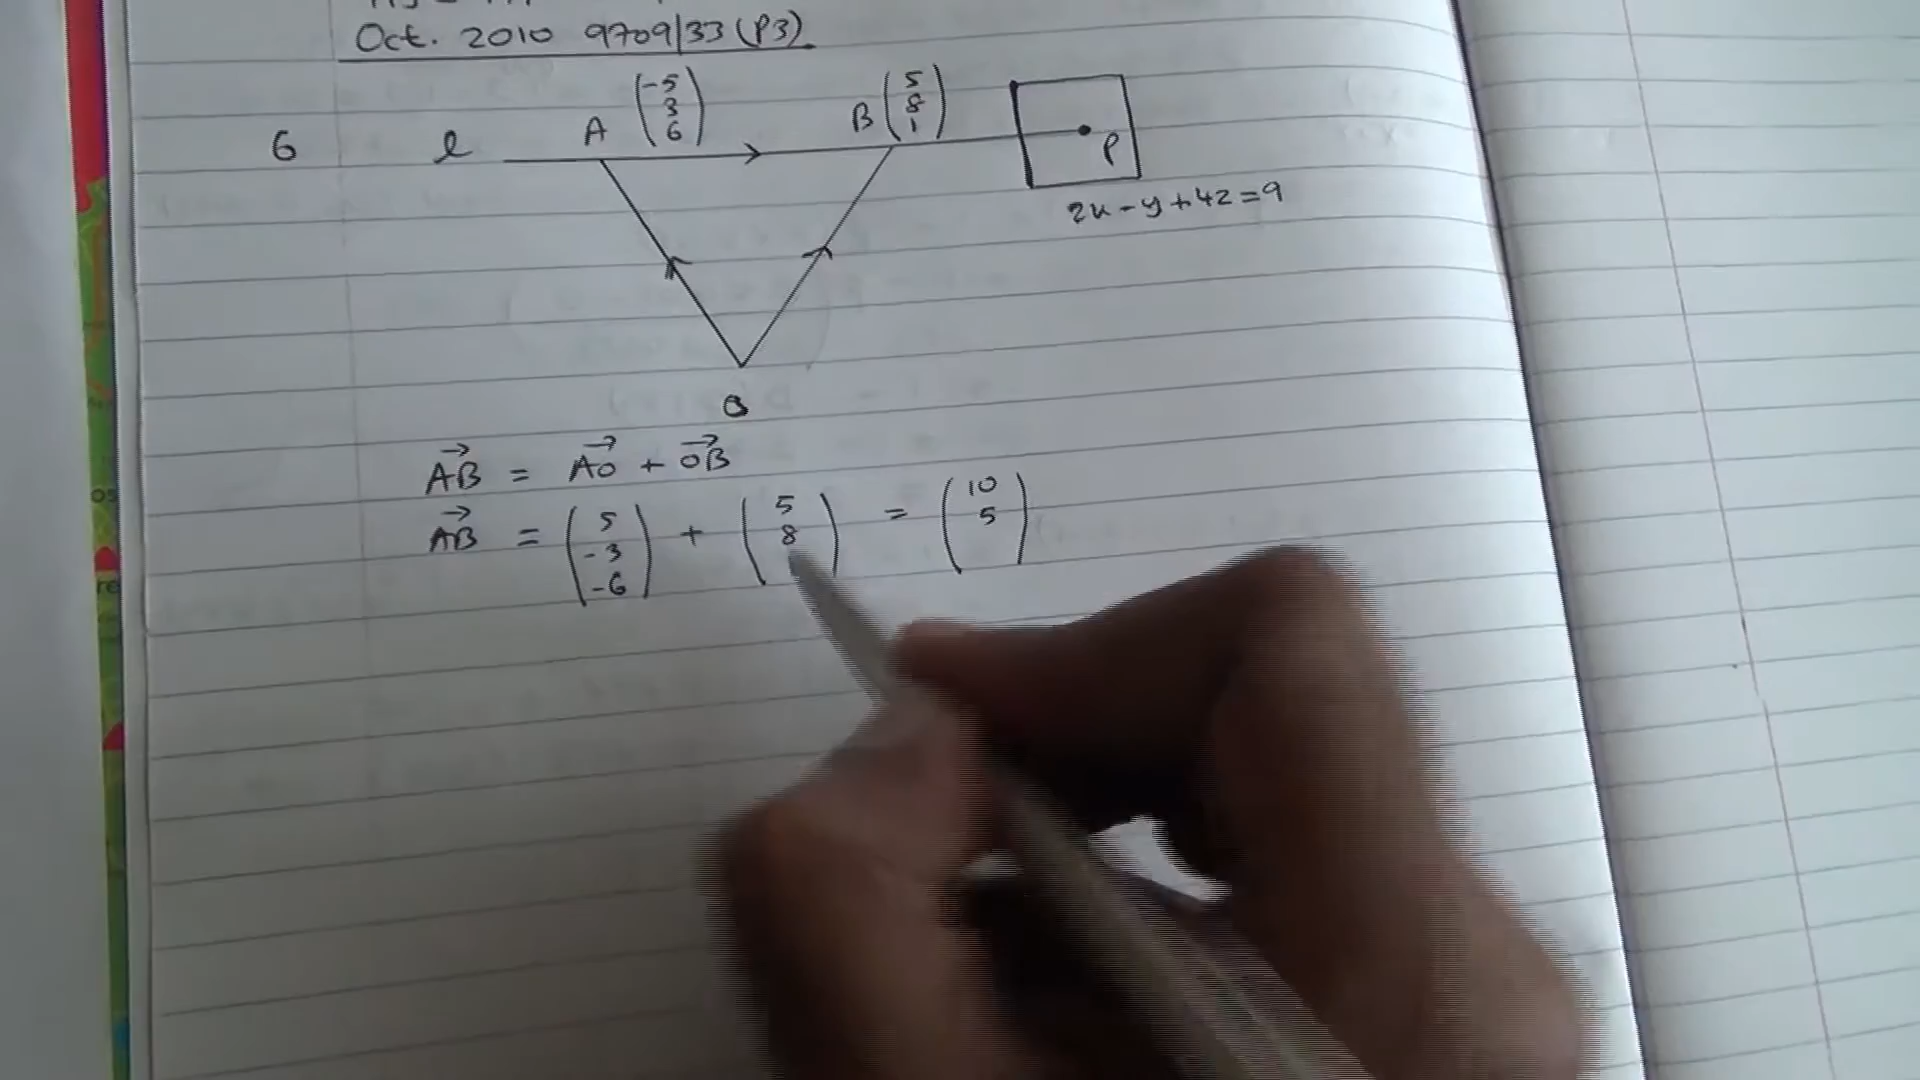 Oct. 2010 9709/33 (P3)
6 l A (-5 3 6) B (5 8 1) P
2x - y + 4z = 9
O
AB = AO + OB
AB = (5 -3 -6) + (5 8) = (10 5)